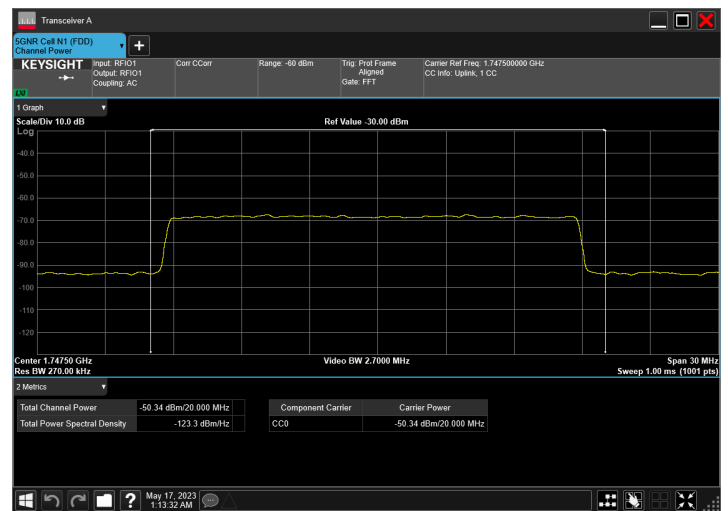 Transceiver A
5GNR Cell N1 (FDD)
Channel Power
KEYSIGHT
LXI
Input: RFIO1
Output: RFIO1
Coupling: AC
Corr CCorr
Range: -60 dBm
Trig: Prot Frame
Aligned
Gate: FFT
Carrier Ref Freq: 1.747500000 GHz
CC Info: Uplink, 1 CC
1 Graph
Scale/Div 10.0 dB
Ref Value -30.00 dBm
Log
-40.0
-50.0
-60.0
-70.0
-80.0
-90.0
-100
-110
-120
Center 1.74750 GHz
Video BW 2.7000 MHz
Span 30 MHz
Res BW 270.00 kHz
Sweep 1.00 ms (1001 pts)
2 Metrics
Total Channel Power -50.34 dBm/20.000 MHz
Total Power Spectral Density -123.3 dBm/Hz
Component Carrier Carrier Power
CC0 -50.34 dBm/20.000 MHz
?
May 17, 2023
1:13:32 AM